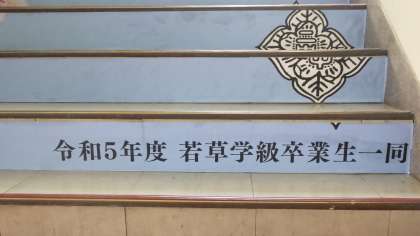 令和5年度 若草学級卒業生一同